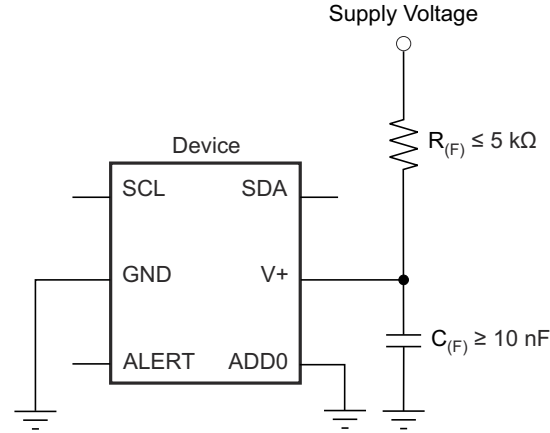 Supply Voltage
R(F) ≤ 5 kΩ
Device
SCL SDA
GND V+
C(F) ≥ 10 nF
ALERT ADD0